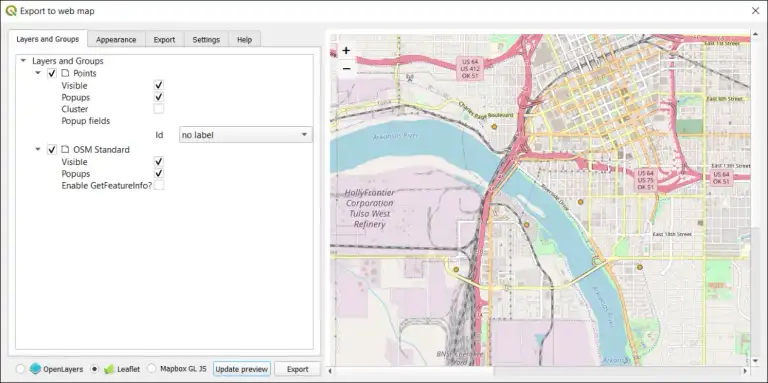 Export to web map
Layers and Groups
Appearance
Export
Settings
Help
Layers and Groups
Points
Visible
Popups
Cluster
Popup fields
Id
no label
OSM Standard
Visible
Popups
Enable GetFeatureInfo?
OpenLayers
Leaflet
Mapbox GL JS
Update preview
Export
+
−
US 64
US 412
OK 51
East 1st Street
Charles Page Boulevard
East 6th Street
Arkansas River
East 13th Street
US 64
US 75
OK 51
US 64
OK 51
HollyFrontier
Corporation
Tulsa West
Refinery
Riverside Drive
East 18th Street
Arkansas River
BNSF Cherokee
Yard